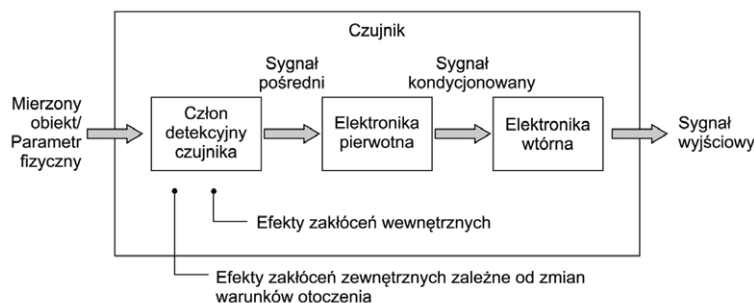 Czujnik
Sygnał
pośredni
Sygnał
kondycjonowany
Mierzony
obiekt/
Parametr
fizyczny
Człon
detekcyjny
czujnika
Elektronika
pierwotna
Elektronika
wtórna
Sygnał
wyjściowy
Efekty zakłóceń wewnętrznych
Efekty zakłóceń zewnętrznych zależne od zmian
warunków otoczenia